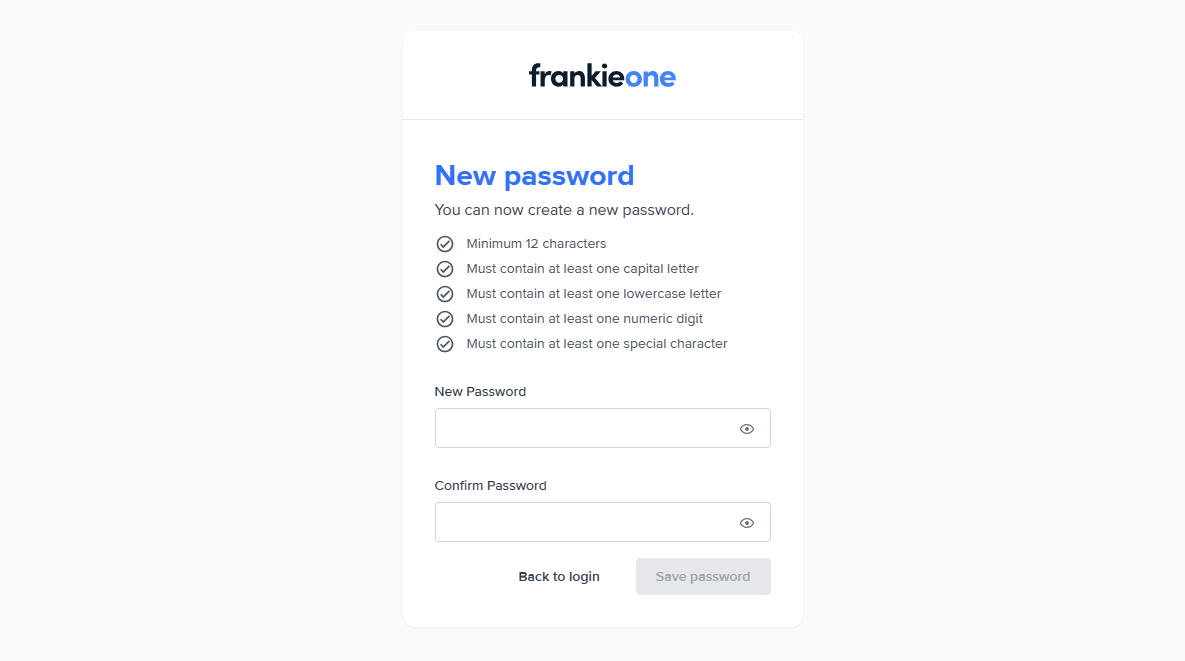 frankieone
New password
You can now create a new password.
Minimum 12 characters
Must contain at least one capital letter
Must contain at least one lowercase letter
Must contain at least one numeric digit
Must contain at least one special character
New Password
Confirm Password
Back to login
Save password